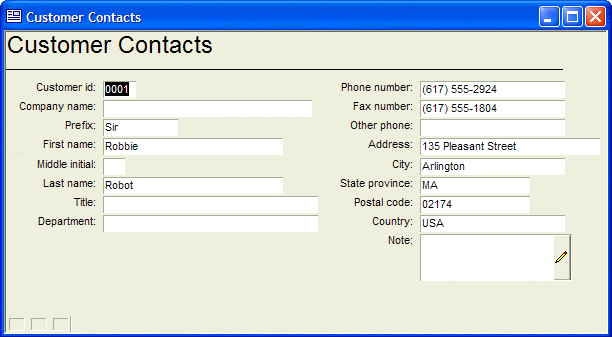 Customer Contacts
Customer Contacts
Customer id: 0001
Company name:
Prefix: Sir
First name: Robbie
Middle initial:
Last name: Robot
Title:
Department:
Phone number: (617) 555-2924
Fax number: (617) 555-1804
Other phone:
Address: 135 Pleasant Street
City: Arlington
State province: MA
Postal code: 02174
Country: USA
Note: